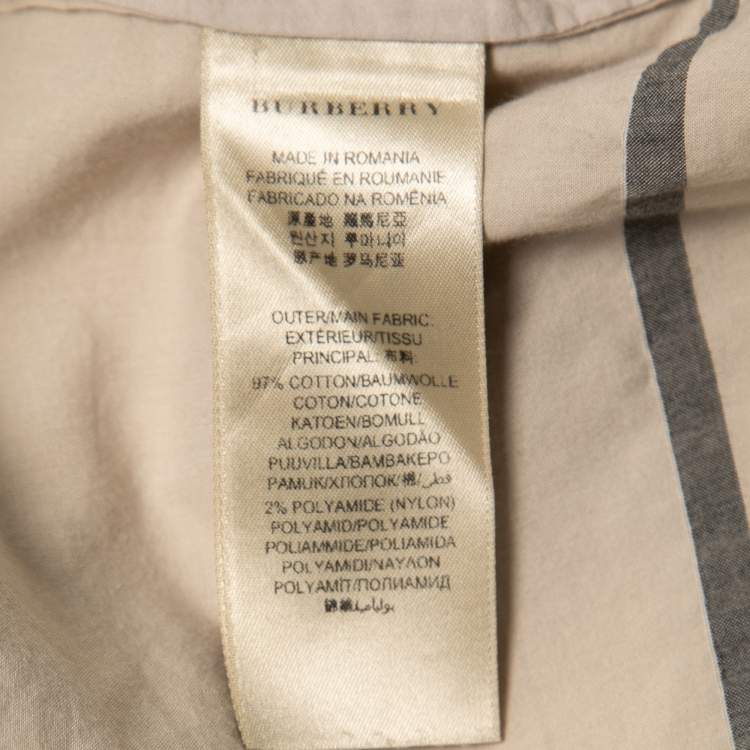 BURBERRY
MADE IN ROMANIA
FABRIQUÉ EN ROUMANIE
FABRICADO NA ROMÊNIA
原產地 羅馬尼亞
원산지 루마니아
原产地 罗马尼亚
OUTER/MAIN FABRIC:
EXTÉRIEUR/TISSU
PRINCIPAL: 布料:
97% COTTON/BAUMWOLLE
COTON/COTONE
KATOEN/BOMULL
ALGODON/ALGODÃO
PUUVILLA/BAMBAKEPO
PAMUK/ХЛОПОК/棉/قطن/
2% POLYAMIDE (NYLON)
POLYAMID/POLYAMIDE
POLIAMMIDE/POLIAMIDA
POLYAMIDI/NAYΛON
POLYAMİT/ПОЛИАМИД
بولياميد/